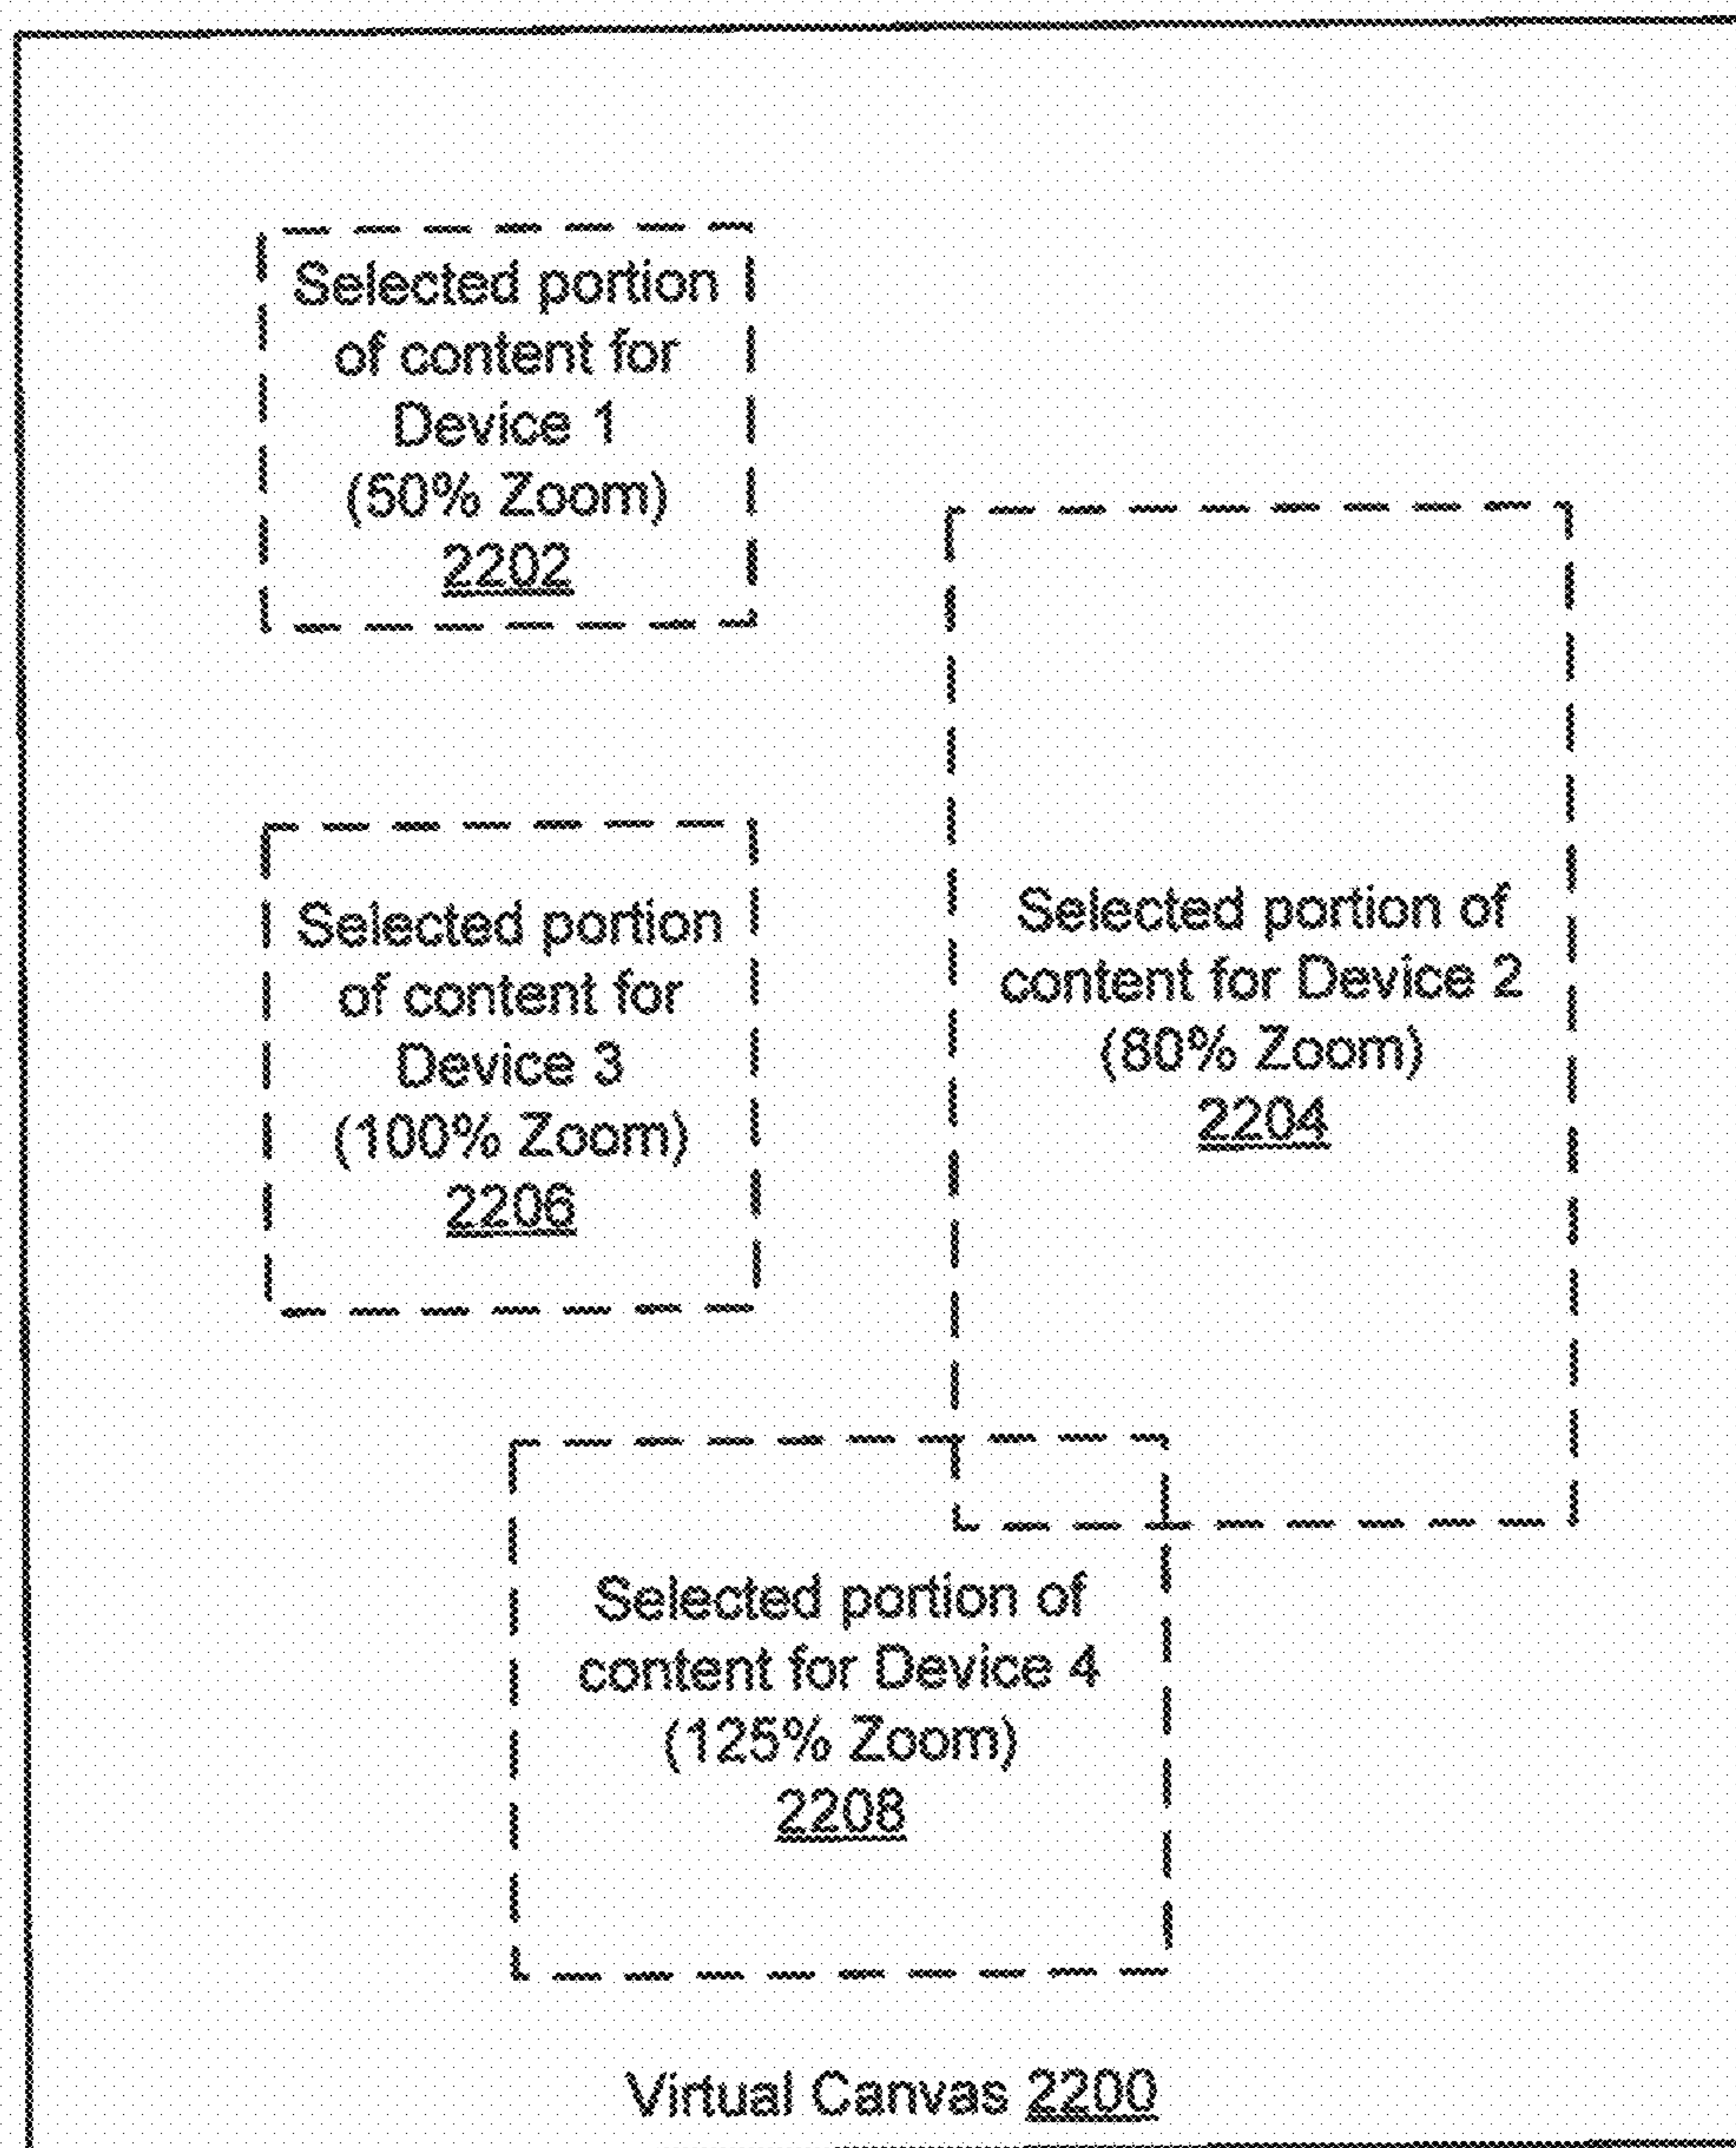 Selected portion
of content for
Device 1
(50% Zoom)
2202
Selected portion of
content for Device 2
(80% Zoom)
2204
Selected portion
of content for
Device 3
(100% Zoom)
2206
Selected portion of
content for Device 4
(125% Zoom)
2208
Virtual Canvas 2200